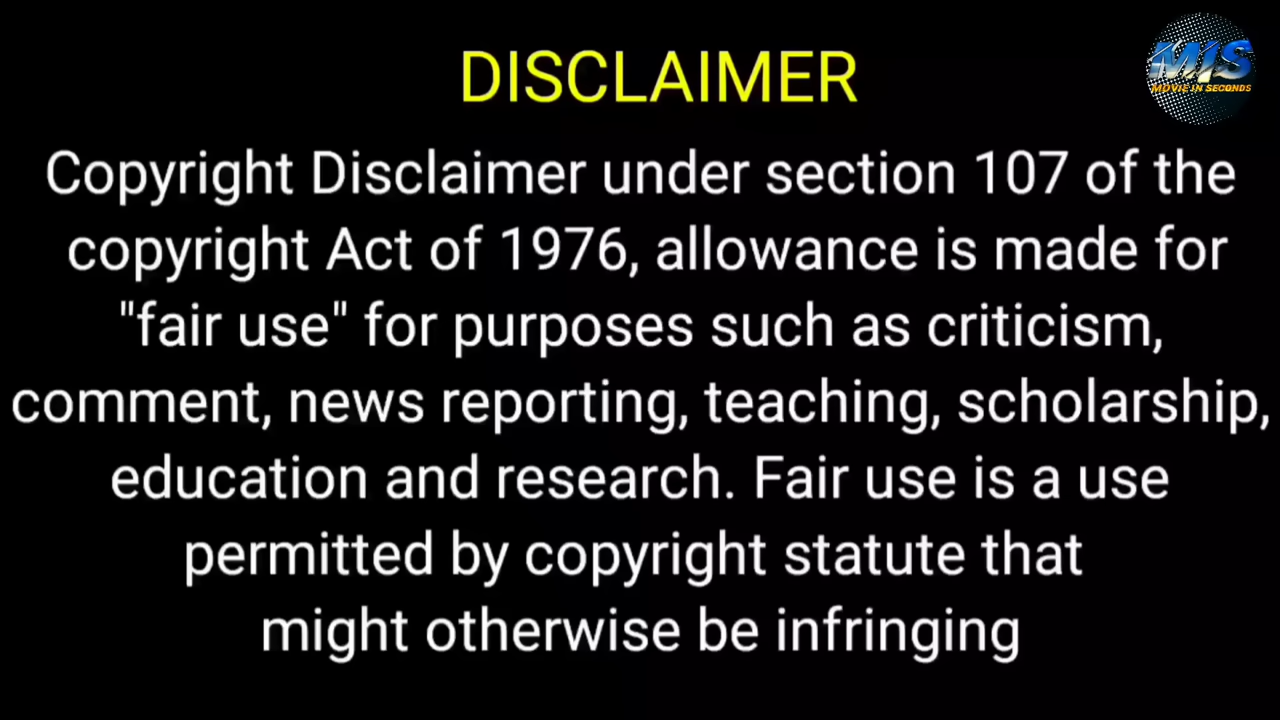 DISCLAIMER
MIS
MOVIE IN SECONDS
Copyright Disclaimer under section 107 of the
copyright Act of 1976, allowance is made for
"fair use" for purposes such as criticism,
comment, news reporting, teaching, scholarship,
education and research. Fair use is a use
permitted by copyright statute that
might otherwise be infringing